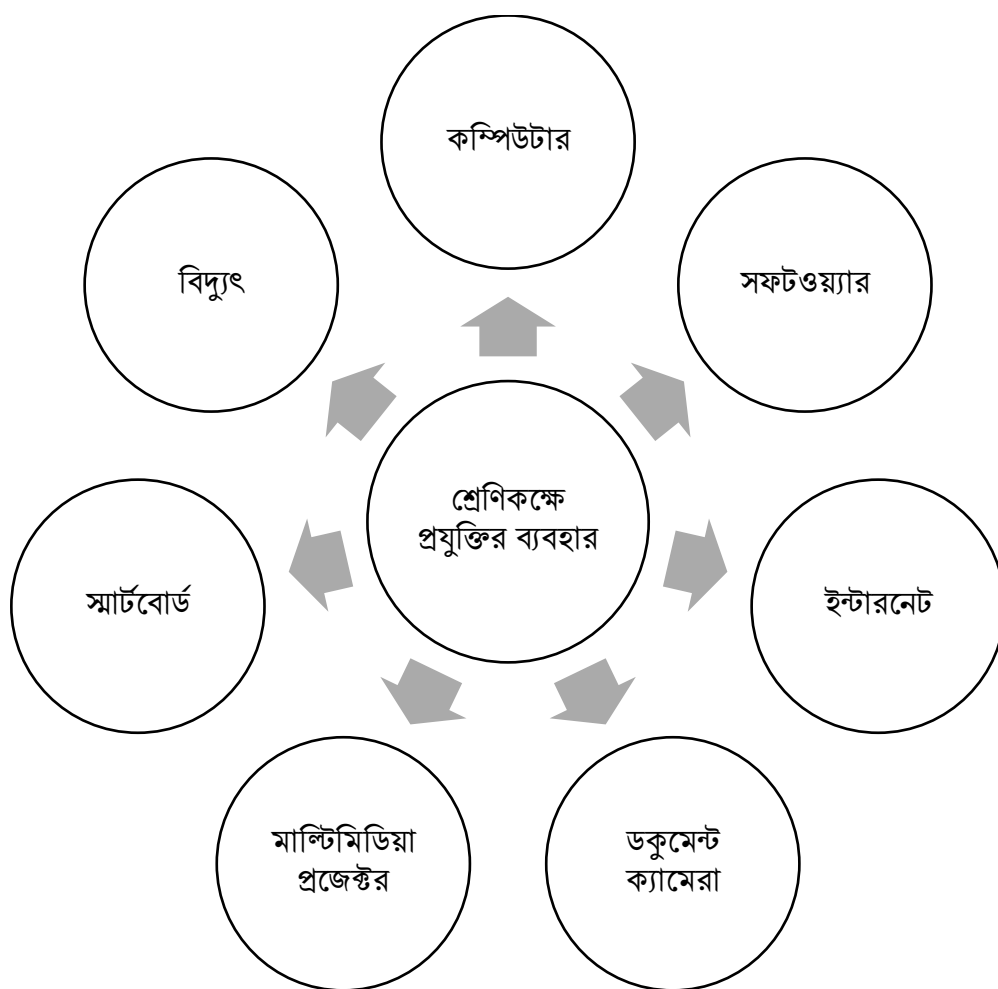 কম্পিউটার
বিদ্যুৎ
সফটওয়্যার
শ্রেণিকক্ষে
প্রযুক্তির ব্যবহার
স্মার্টবোর্ড
ইন্টারনেট
মাল্টিমিডিয়া
প্রজেক্টর
ডকুমেন্ট
ক্যামেরা